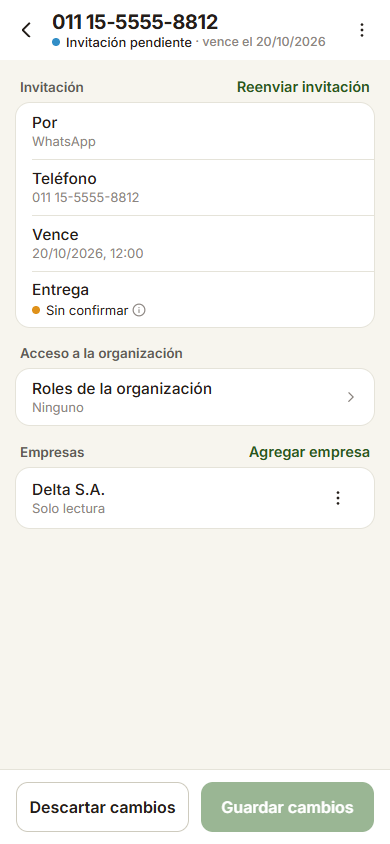 011 15-5555-8812
Invitación pendiente · vence el 20/10/2026
Invitación
Reenviar invitación
Por
WhatsApp
Teléfono
011 15-5555-8812
Vence
20/10/2026, 12:00
Entrega
Sin confirmar
Acceso a la organización
Roles de la organización
Ninguno
Empresas
Agregar empresa
Delta S.A.
Solo lectura
Descartar cambios
Guardar cambios